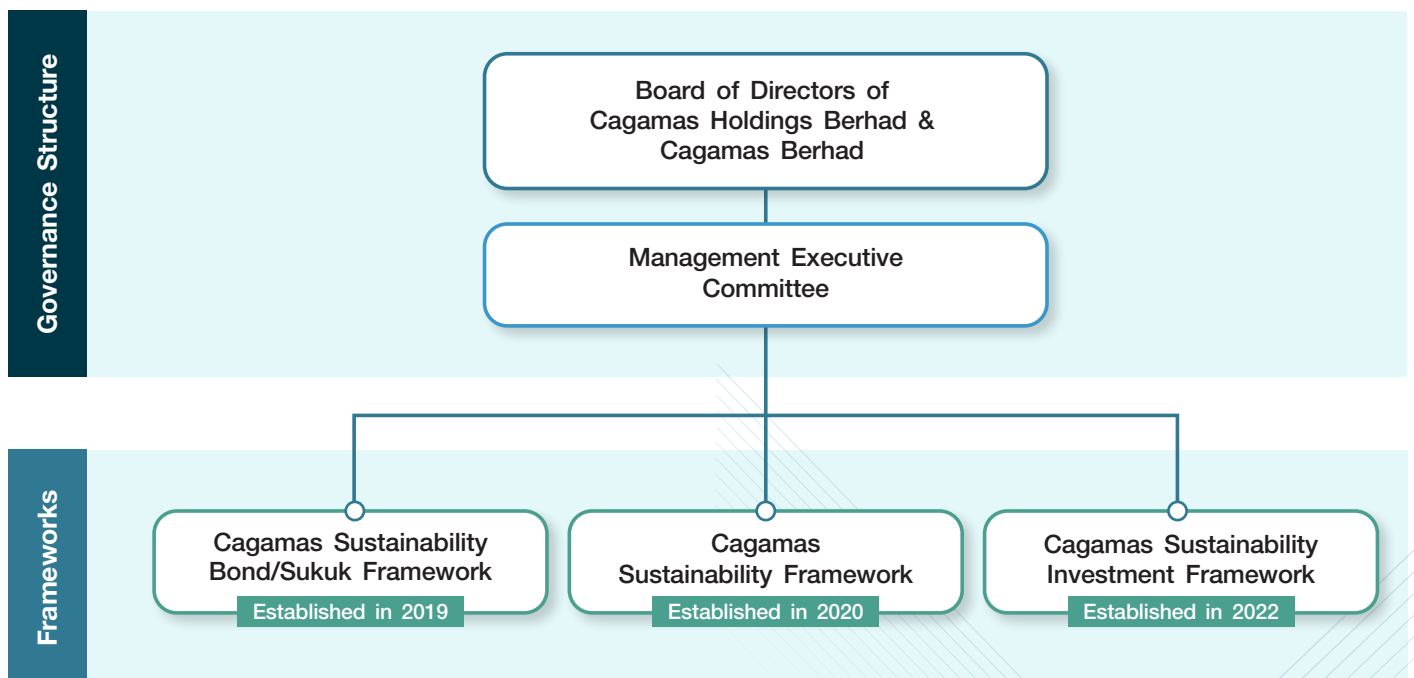 Governance Structure
Board of Directors of
Cagamas Holdings Berhad &
Cagamas Berhad
Management Executive
Committee
Frameworks
Cagamas Sustainability
Bond/Sukuk Framework
Established in 2019
Cagamas
Sustainability Framework
Established in 2020
Cagamas Sustainability
Investment Framework
Established in 2022